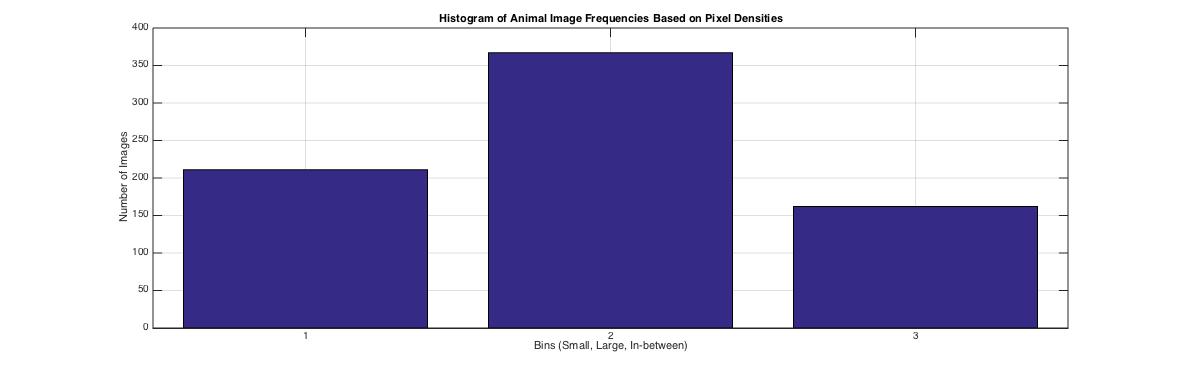 Histogram of Animal Image Frequencies Based on Pixel Densities
400
350
300
250
200
150
100
50
0
Number of Images
1 2 3
Bins (Small, Large, In-between)